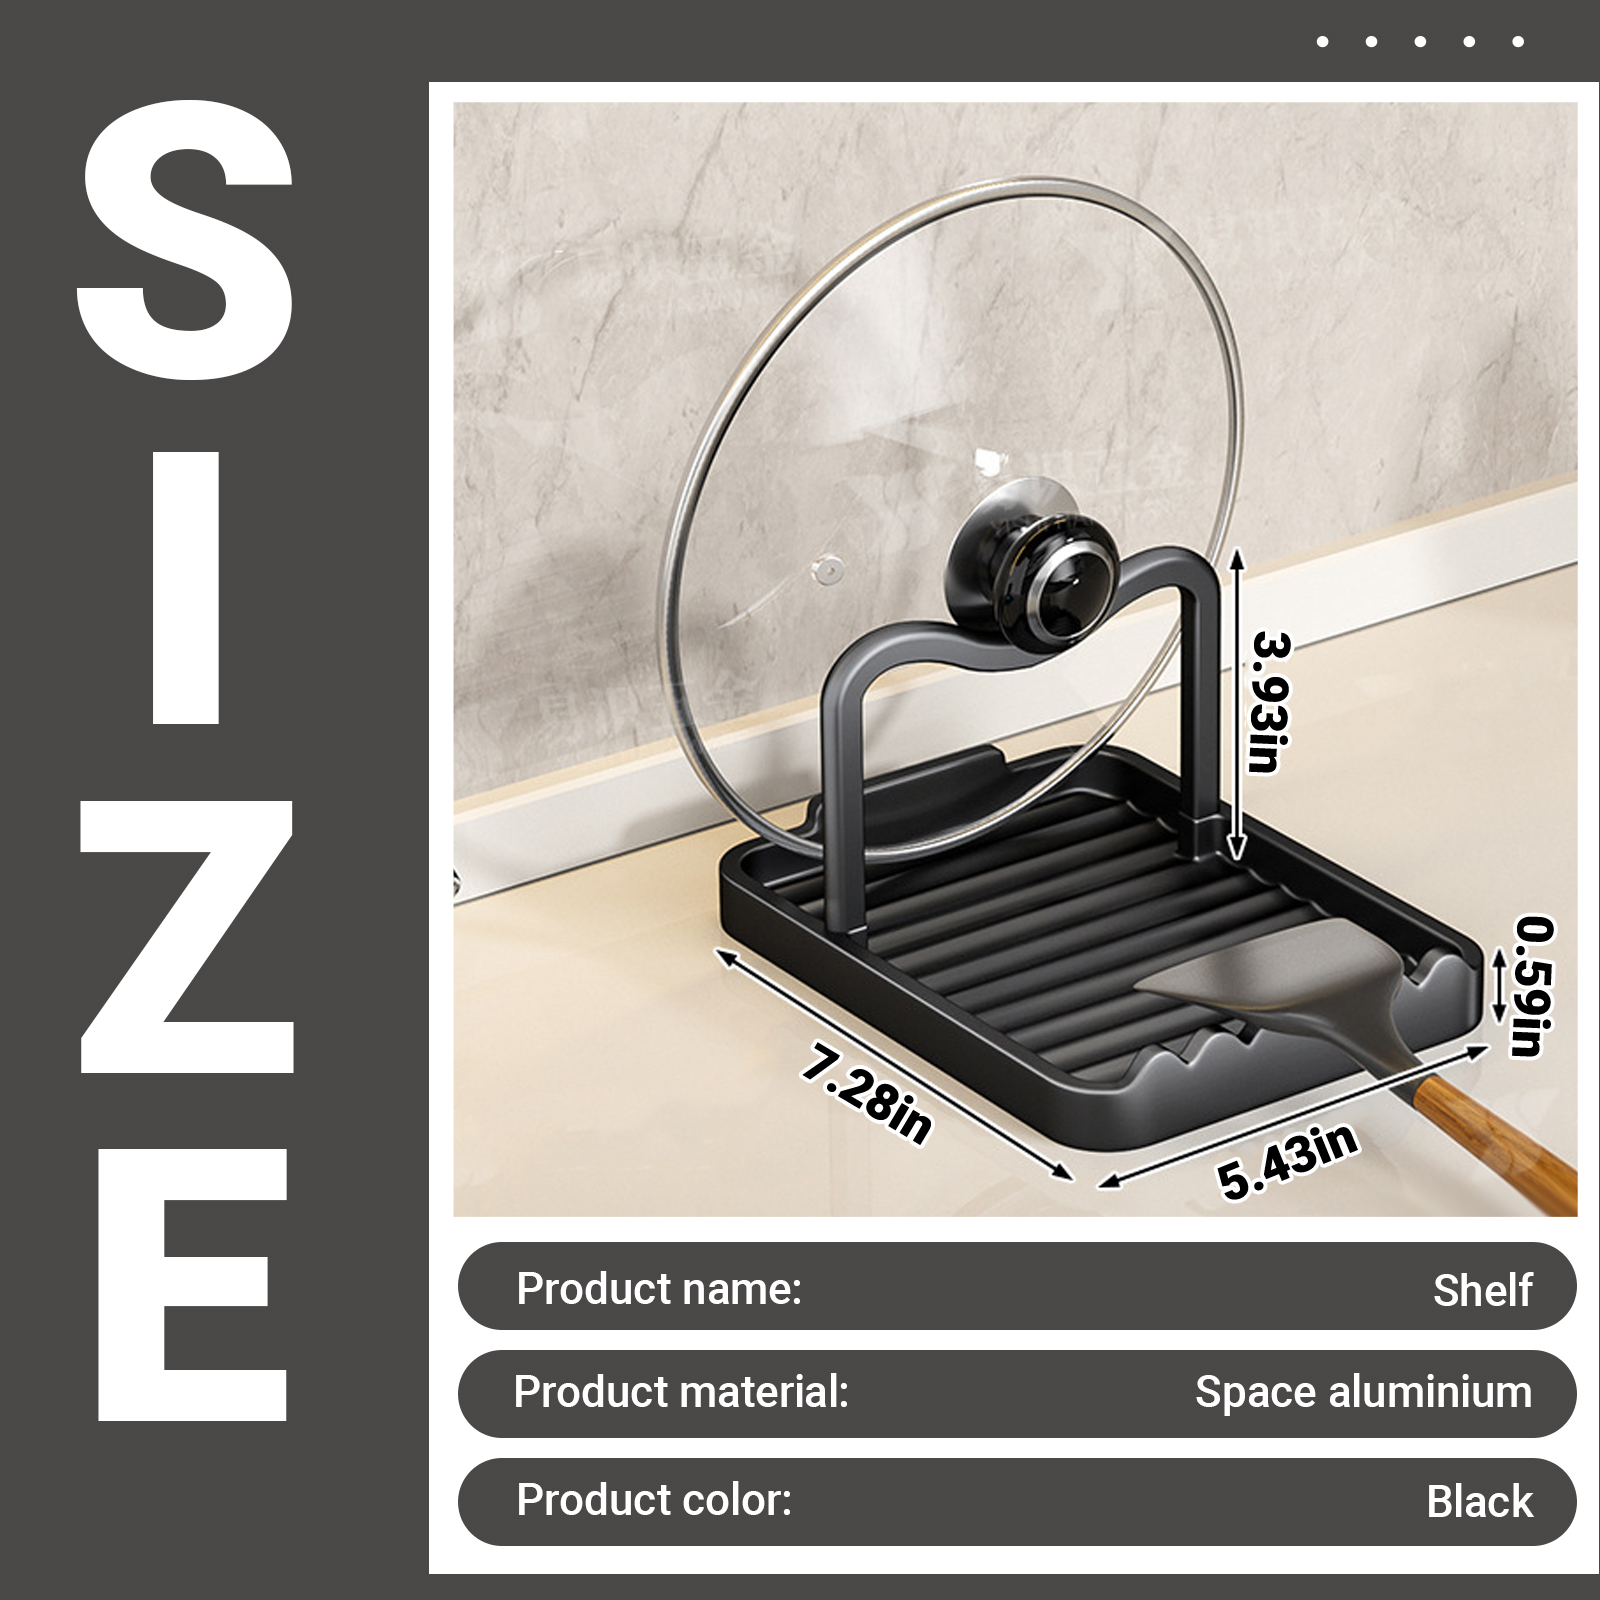 SIZE
3.93in
0.59in
7.28in
5.43in
Product name: Shelf
Product material: Space aluminium
Product color: Black